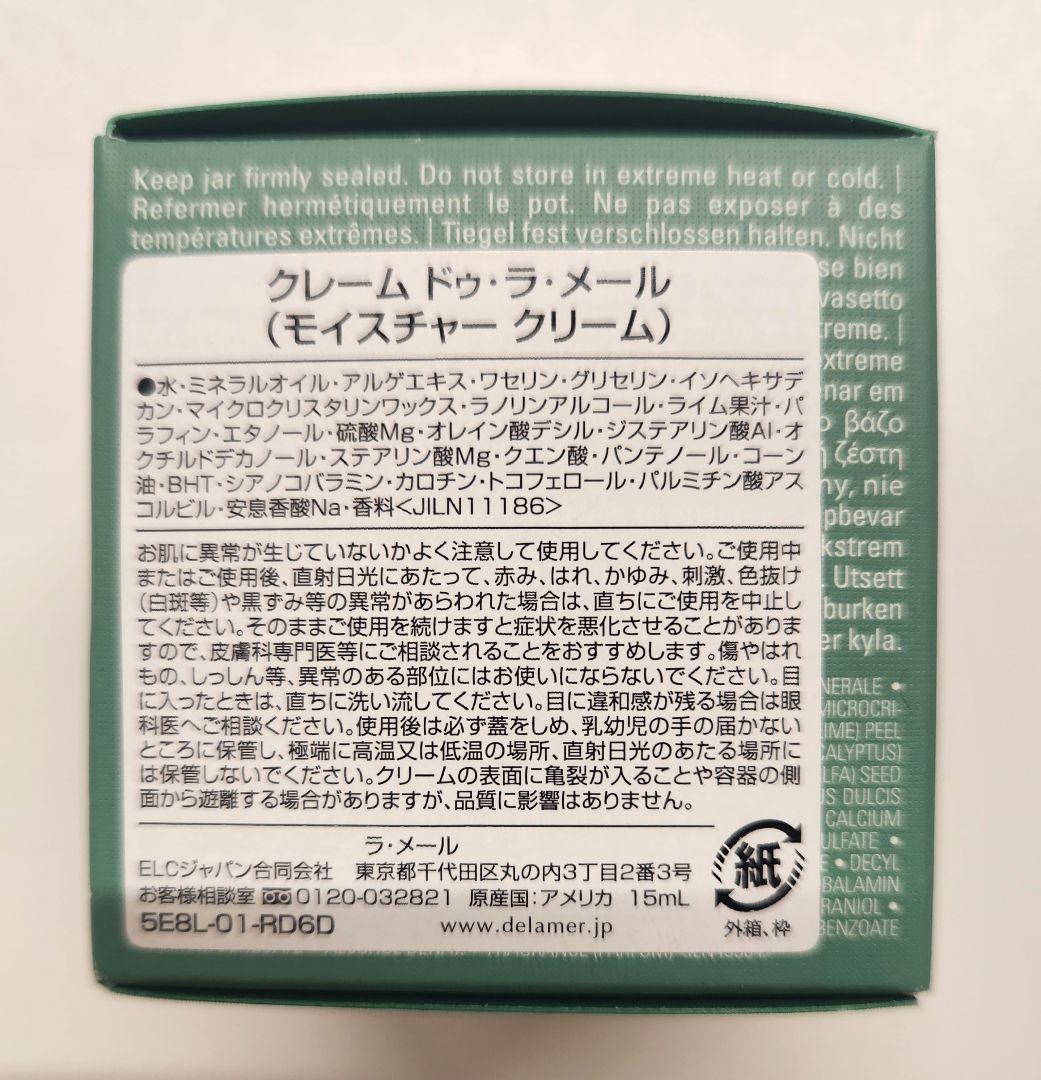 Keep jar firmly sealed. Do not store in extreme heat or cold. |
Refermer hermétiquement le pot. Ne pas exposer à des
températures extrêmes. | Tiegel fest verschlossen halten. Nicht
se bien
vasetto
treme. |
extreme
nar em
βάζο
ζέστη
ny, nie
pbevar
kstrem
. Utsett
burken
er kyla.
クレーム ドゥ・ラ・メール
（モイスチャー クリーム）
●水・ミネラルオイル・アルゲエキス・ワセリン・グリセリン・イソヘキサデ
カン・マイクロクリスタリンワックス・ラノリンアルコール・ライム果汁・パ
ラフィン・エタノール・硫酸Mg・オレイン酸デシル・ジステアリン酸Al・オ
クチルドデカノール・ステアリン酸Mg・クエン酸・パンテノール・コーン
油・BHT・シアノコバラミン・カロチン・トコフェロール・パルミチン酸アス
コルビル・安息香酸Na・香料<JILN11186>
お肌に異常が生じていないかよく注意して使用してください。ご使用中
またはご使用後、直射日光にあたって、赤み、はれ、かゆみ、刺激、色抜け
（白斑等）や黒ずみ等の異常があらわれた場合は、直ちにご使用を中止し
てください。そのままご使用を続けますと症状を悪化させることがありま
すので、皮膚科専門医等にご相談されることをおすすめします。傷やはれ
もの、しっしん等、異常のある部位にはお使いにならないでください。目
に入ったときは、直ちに洗い流してください。目に違和感が残る場合は眼
科医へご相談ください。使用後は必ず蓋をしめ、乳幼児の手の届かない
ところに保管し、極端に高温又は低温の場所、直射日光のあたる場所に
は保管しないでください。クリームの表面に亀裂が入ることや容器の側
面から遊離する場合がありますが、品質に影響はありません。
ラ・メール
ELCジャパン合同会社 東京都千代田区丸の内3丁目2番3号
お客様相談室 0120-032821 原産国：アメリカ 15mL
5E8L-01-RD6D www.delamer.jp
紙
外箱、枠
NERALE •
MICROCRI-
IME) PEEL
CALYPTUS)
LFA) SEED
US DULCIS
CALCIUM
ULFATE •
E • DECYL
BALAMIN
RANIOL •
BENZOATE